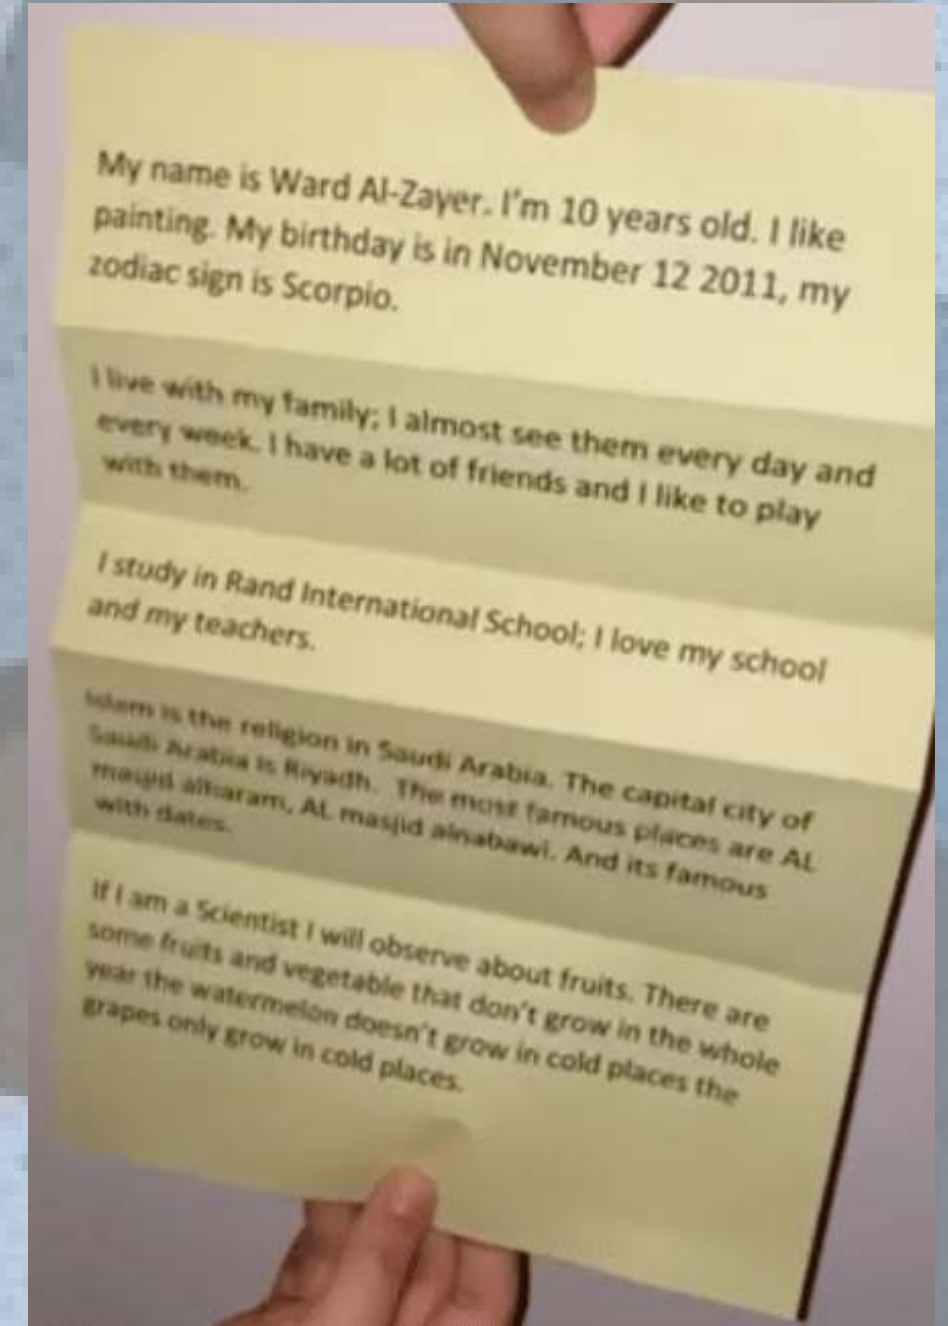 My name is Ward Al-Zayer. I'm 10 years old. I like
painting. My birthday is in November 12 2011, my
zodiac sign is Scorpio.
I live with my family; I almost see them every day and
every week. I have a lot of friends and I like to play
with them.
I study in Rand International School; I love my school
and my teachers.
Islam is the religion in Saudi Arabia. The capital city of
Saudi Arabia is Riyadh. The most famous places are AL
masjid alharam, AL masjid alnabawi. And its famous
with dates.
If I am a Scientist I will observe about fruits. There are
some fruits and vegetable that don't grow in the whole
year the watermelon doesn't grow in cold places the
grapes only grow in cold places.